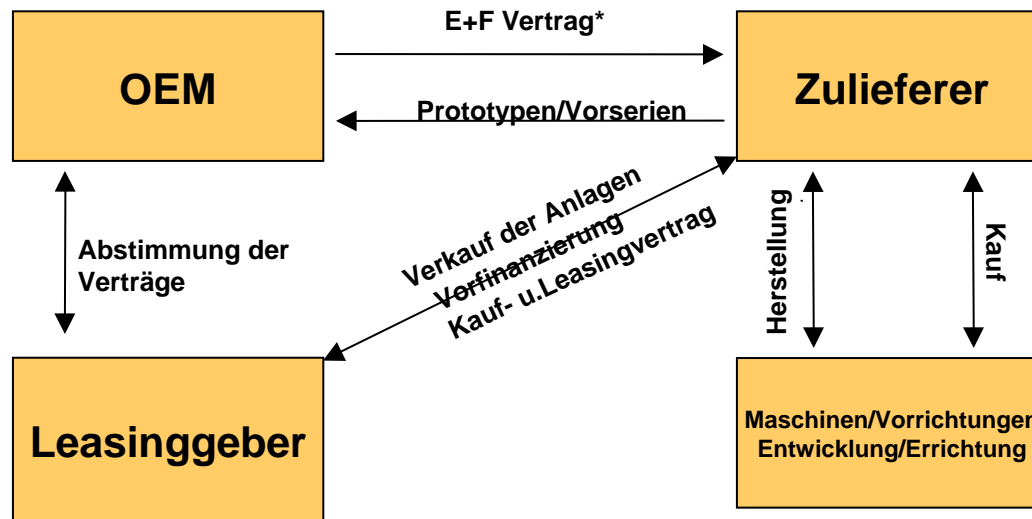 E+F Vertrag*
OEM
Zulieferer
Prototypen/Vorserien
Abstimmung der
Verträge
Verkauf der Anlagen
Vorfinanzierung
Kauf- u.Leasingvertrag
Herstellung
Kauf
Leasinggeber
Maschinen/Vorrichtungen
Entwicklung/Errichtung